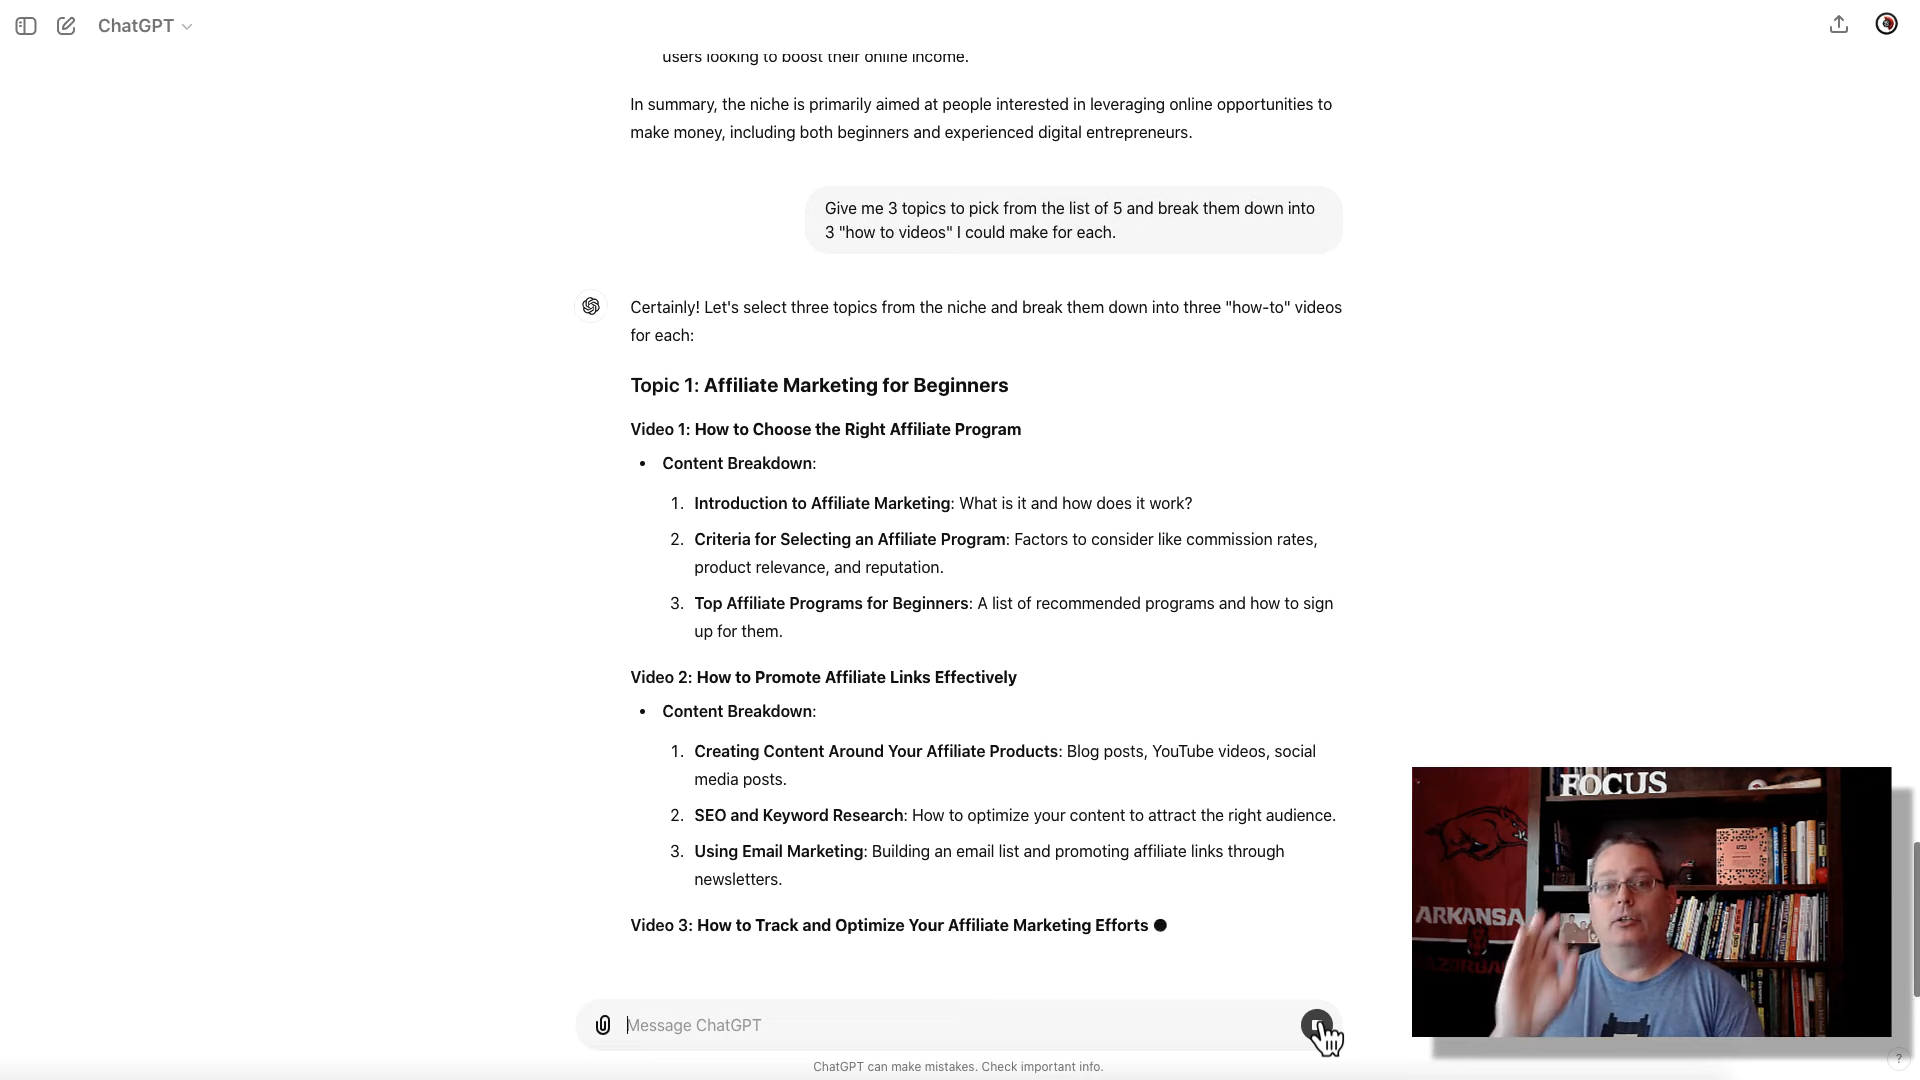 ChatGPT
users looking to boost their online income.
In summary, the niche is primarily aimed at people interested in leveraging online opportunities to
make money, including both beginners and experienced digital entrepreneurs.
Give me 3 topics to pick from the list of 5 and break them down into
3 "how to videos" I could make for each.
Certainly! Let's select three topics from the niche and break them down into three "how-to" videos
for each:
Topic 1: Affiliate Marketing for Beginners
Video 1: How to Choose the Right Affiliate Program
• Content Breakdown:
1. Introduction to Affiliate Marketing: What is it and how does it work?
2. Criteria for Selecting an Affiliate Program: Factors to consider like commission rates,
product relevance, and reputation.
3. Top Affiliate Programs for Beginners: A list of recommended programs and how to sign
up for them.
Video 2: How to Promote Affiliate Links Effectively
• Content Breakdown:
1. Creating Content Around Your Affiliate Products: Blog posts, YouTube videos, social
media posts.
2. SEO and Keyword Research: How to optimize your content to attract the right audience.
3. Using Email Marketing: Building an email list and promoting affiliate links through
newsletters.
Video 3: How to Track and Optimize Your Affiliate Marketing Efforts
Message ChatGPT
ChatGPT can make mistakes. Check important info.
?
FOCUS
ARKANSA